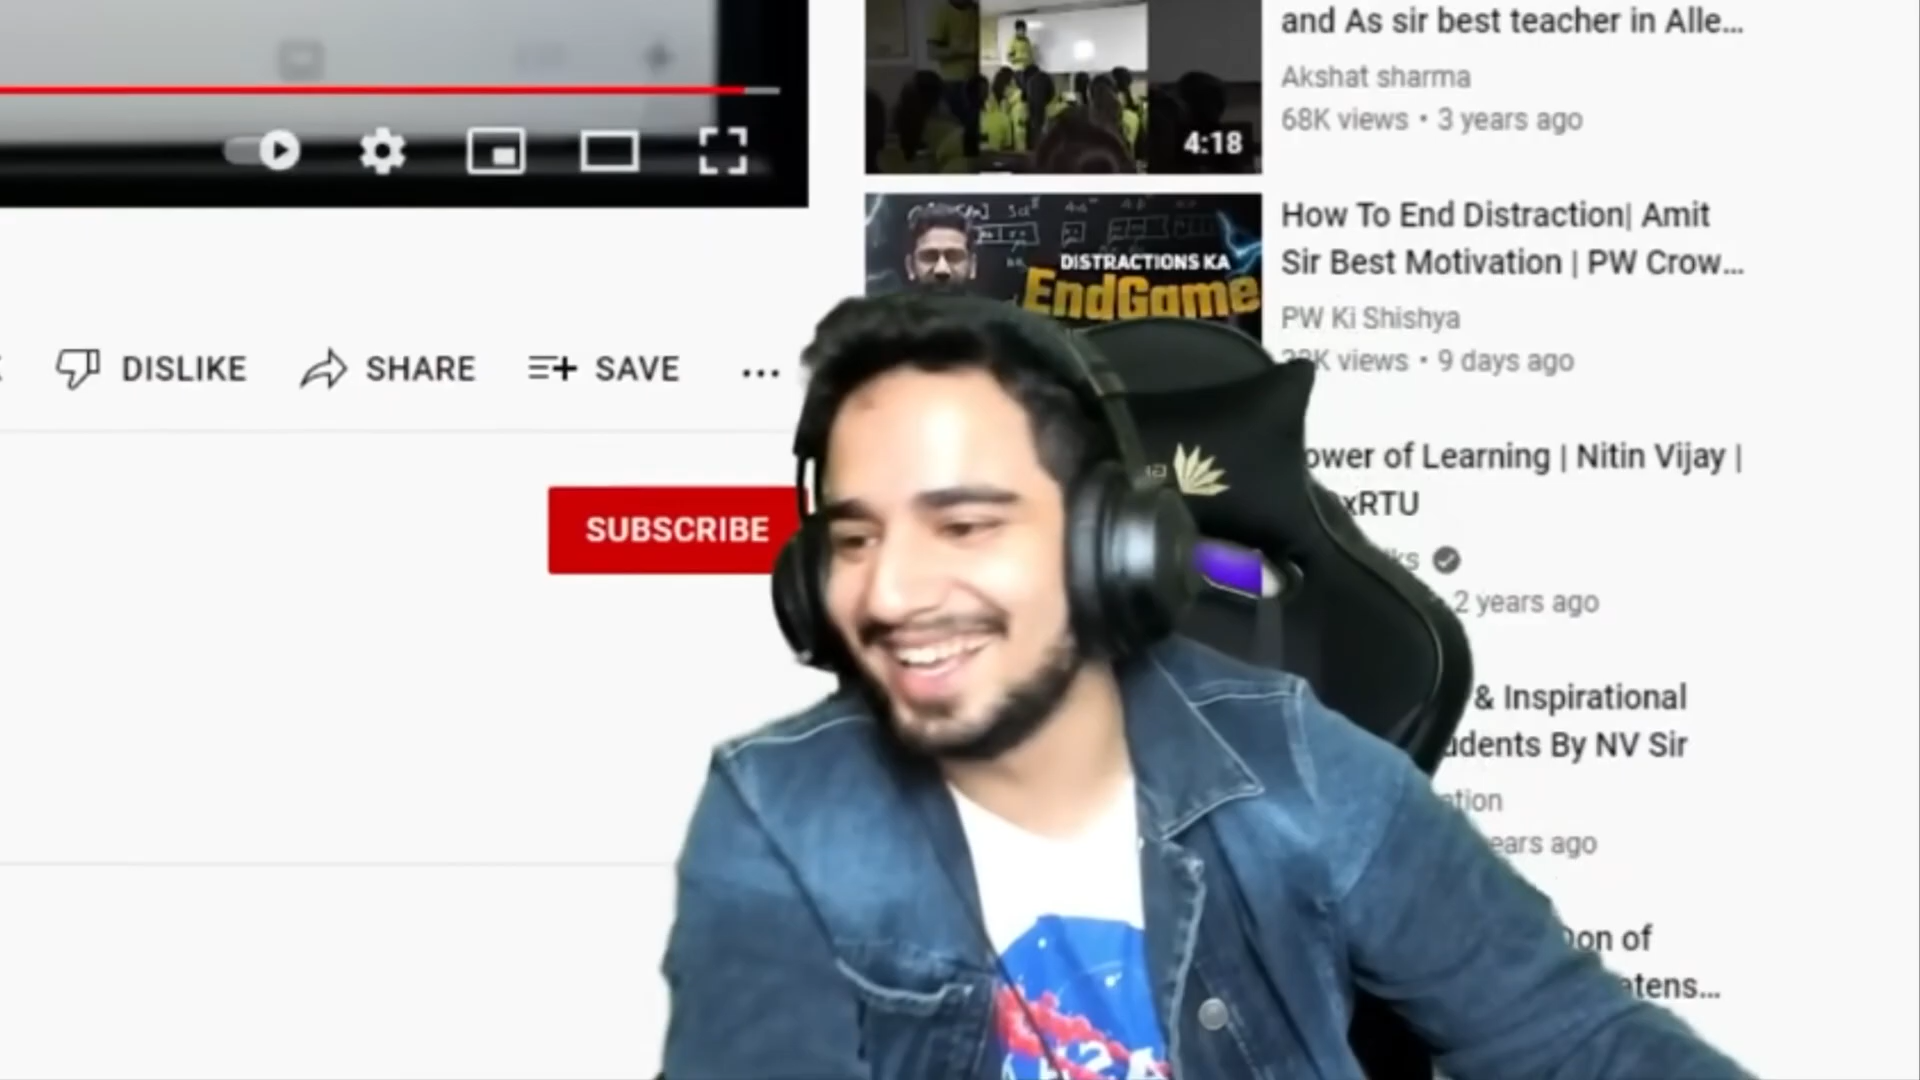 and As sir best teacher in Alle...
Akshat sharma
68K views • 3 years ago
4:18
How To End Distraction| Amit
Sir Best Motivation | PW Crow...
PW Ki Shishya
K views • 9 days ago
DISTRACTIONS KA
EndGame
DISLIKE
SHARE
SAVE
...
SUBSCRIBE
ower of Learning | Nitin Vijay |
xRTU
2 years ago
& Inspirational
udents By NV Sir
ation
ears ago
Don of
atens...